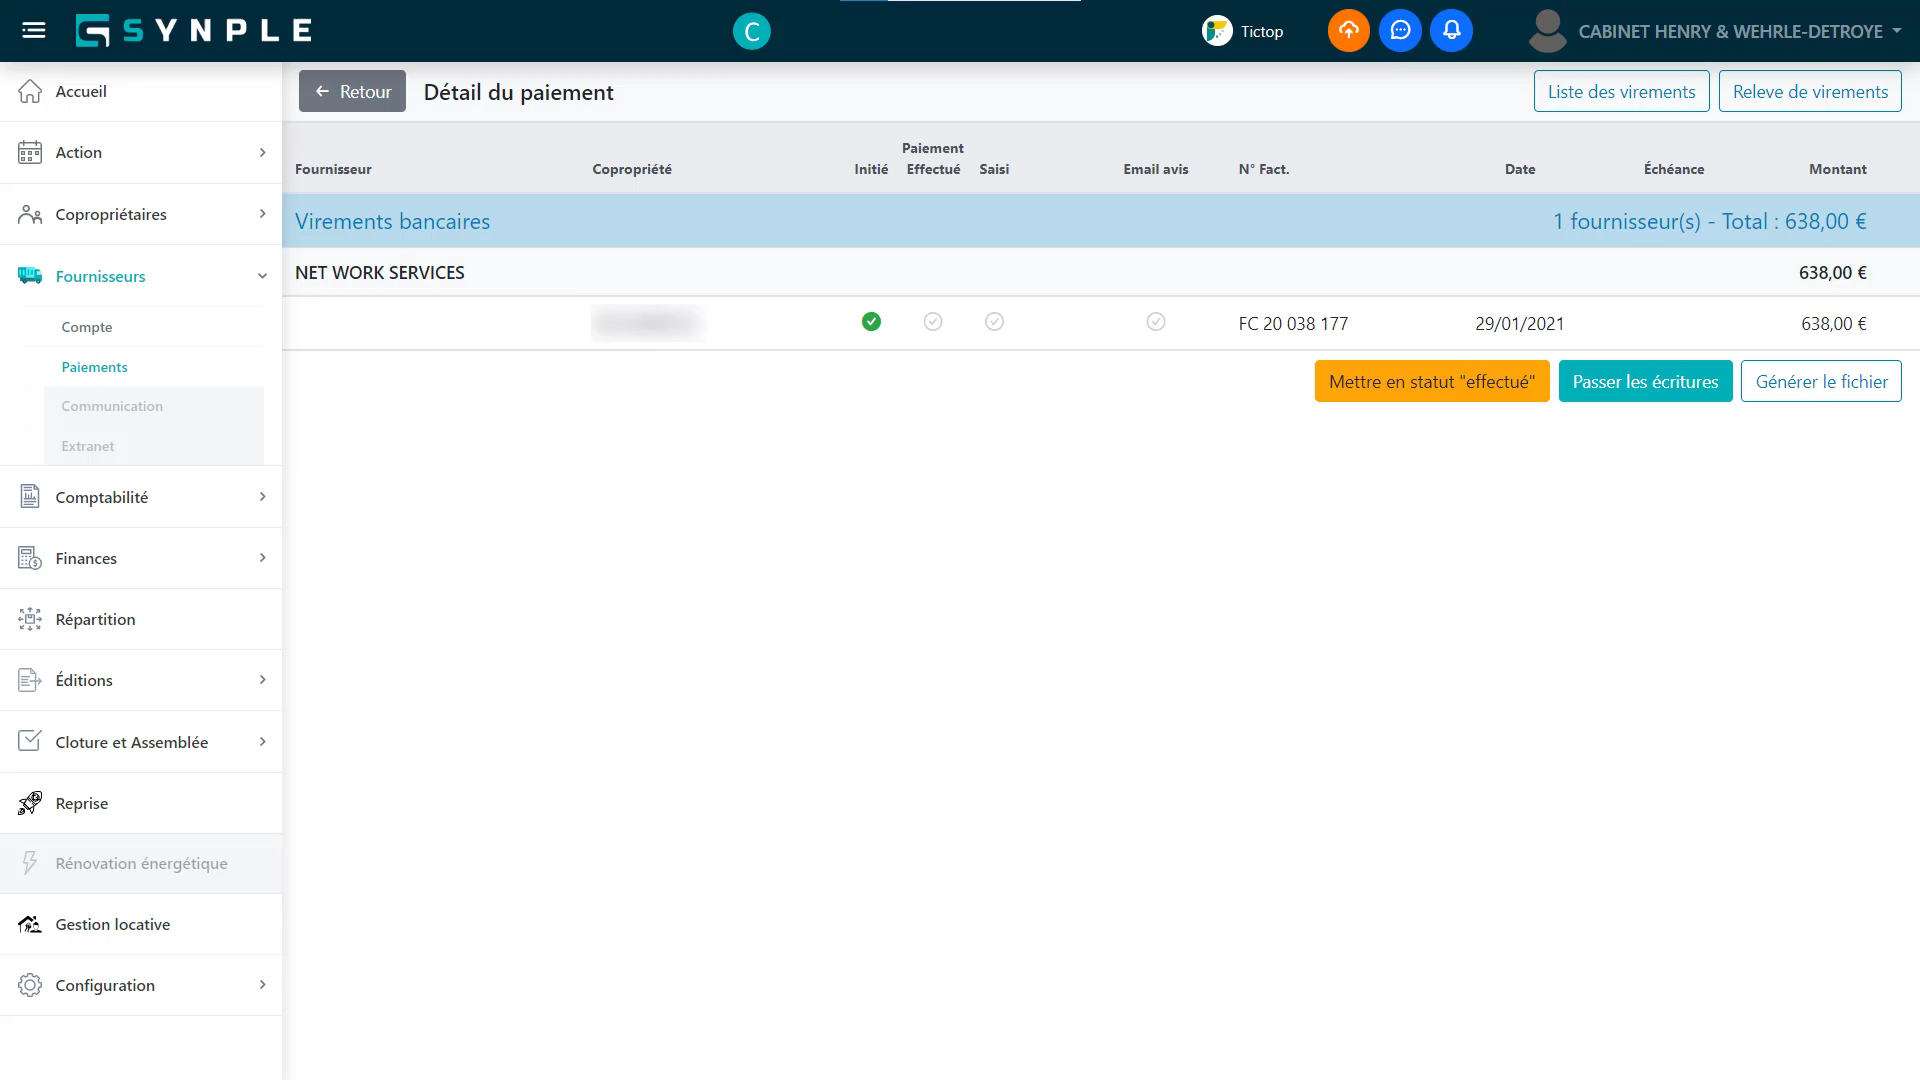 SYNPLE
C
Tictop
CABINET HENRY & WEHRLE-DETROYE
Accueil
Action
Copropriétaires
Fournisseurs
Compte
Paiements
Communication
Extranet
Comptabilité
Finances
Répartition
Éditions
Cloture et Assemblée
Reprise
Rénovation énergétique
Gestion locative
Configuration
Retour
Détail du paiement
Liste des virements
Releve de virements
Paiement
Fournisseur Copropriété Initié Effectué Saisi Email avis N° Fact. Date Échéance Montant
Virements bancaires 1 fournisseur(s) - Total : 638,00 €
NET WORK SERVICES 638,00 €
FC 20 038 177 29/01/2021 638,00 €
Mettre en statut "effectué"
Passer les écritures
Générer le fichier